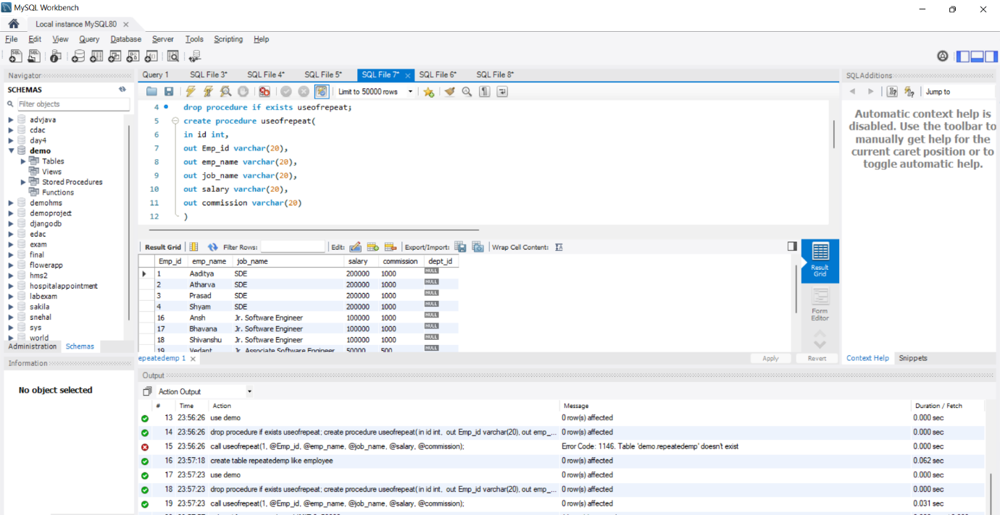 MySQL Workbench
Local instance MySQL80
File Edit View Query Database Server Tools Scripting Help
Navigator
SCHEMAS
Filter objects
advjava
cdac
day4
demo
Tables
Views
Stored Procedures
Functions
demohms
demoproject
djangodb
edac
exam
final
flowerapp
hms2
hospitalappointment
labexam
sakila
snehal
sys
world
Administration Schemas
Information
No object selected
Query 1 SQL File 3* SQL File 4* SQL File 5* SQL File 7* SQL File 6* SQL File 8*
Limit to 50000 rows
4 drop procedure if exists useofrepeat;
5 create procedure useofrepeat(
6 in id int,
7 out Emp_id varchar(20),
8 out emp_name varchar(20),
9 out job_name varchar(20),
10 out salary varchar(20),
11 out commission varchar(20)
12 )
Result Grid Filter Rows: Edit: Export/Import: Wrap Cell Content:
Emp_id emp_name job_name salary commission dept_id
1 Aaditya SDE 200000 1000 NULL
2 Atharva SDE 200000 1000 NULL
3 Prasad SDE 200000 1000 NULL
4 Shyam SDE 200000 1000 NULL
16 Ansh Jr. Software Engineer 100000 1000 NULL
17 Bhavana Jr. Software Engineer 100000 1000 NULL
18 Shivanshu Jr. Software Engineer 100000 1000 NULL
19 Vedant Jr. Associate Software Engineer 50000 500 NULL
Result
Grid
Form
Editor
epeatedemp 1
Apply Revert
SQLAdditions
Jump to
Automatic context help is
disabled. Use the toolbar to
manually get help for the
current caret position or to
toggle automatic help.
Context Help Snippets
Output
Action Output
# Time Action Message Duration / Fetch
13 23:56:26 use demo 0 row(s) affected 0.000 sec
14 23:56:26 drop procedure if exists useofrepeat; create procedure useofrepeat( in id int, out Emp_id varchar(20), out emp_... 0 row(s) affected 0.000 sec
15 23:56:26 call useofrepeat(1, @Emp_id, @emp_name, @job_name, @salary, @commission); Error Code: 1146. Table 'demo.repeatedemp' doesn't exist 0.000 sec
16 23:57:18 create table repeatedemp like employee 0 row(s) affected 0.062 sec
17 23:57:23 use demo 0 row(s) affected 0.000 sec
18 23:57:23 drop procedure if exists useofrepeat; create procedure useofrepeat( in id int, out Emp_id varchar(20), out emp_... 0 row(s) affected 0.000 sec
19 23:57:23 call useofrepeat(1, @Emp_id, @emp_name, @job_name, @salary, @commission); 0 row(s) affected 0.031 sec